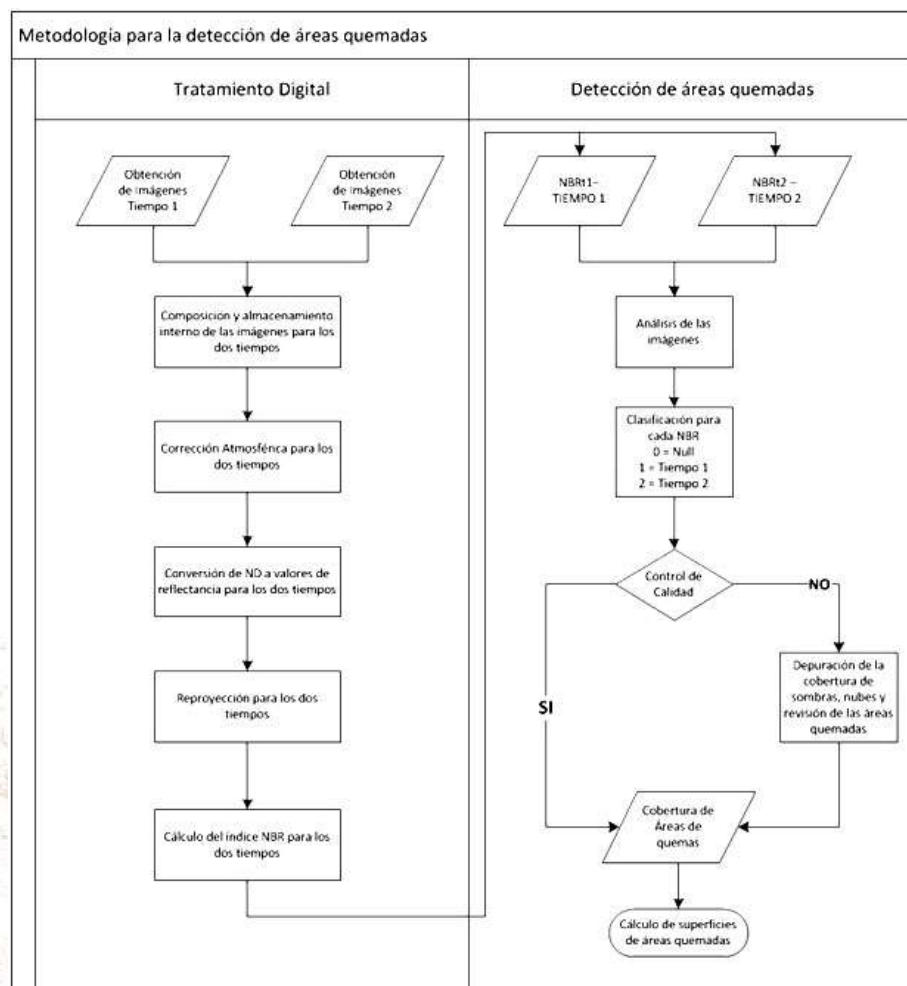 Metodología para la detección de áreas quemadas
Tratamiento Digital
Obtención
de Imágenes
Tiempo 1
Obtención
de Imágenes
Tiempo 2
Composición y almacenamiento
interno de las imágenes para los
dos tiempos
Corrección Atmosférica para los
dos tiempos
Conversión de ND a valores de
reflectancia para los dos tiempos
Reproyección para los dos
tiempos
Cálculo del índice NBR para los
dos tiempos
Detección de áreas quemadas
NBRt1–
TIEMPO 1
NBRt2 –
TIEMPO 2
Análisis de las
imágenes
Clasificación para
cada NBR
0 = Null
1 = Tiempo 1
2 = Tiempo 2
Control de
Calidad
NO
SI
Depuración de la
cobertura de
sombras, nubes y
revisión de las áreas
quemadas
Cobertura de
Áreas de
quemas
Cálculo de superficies
de áreas quemadas